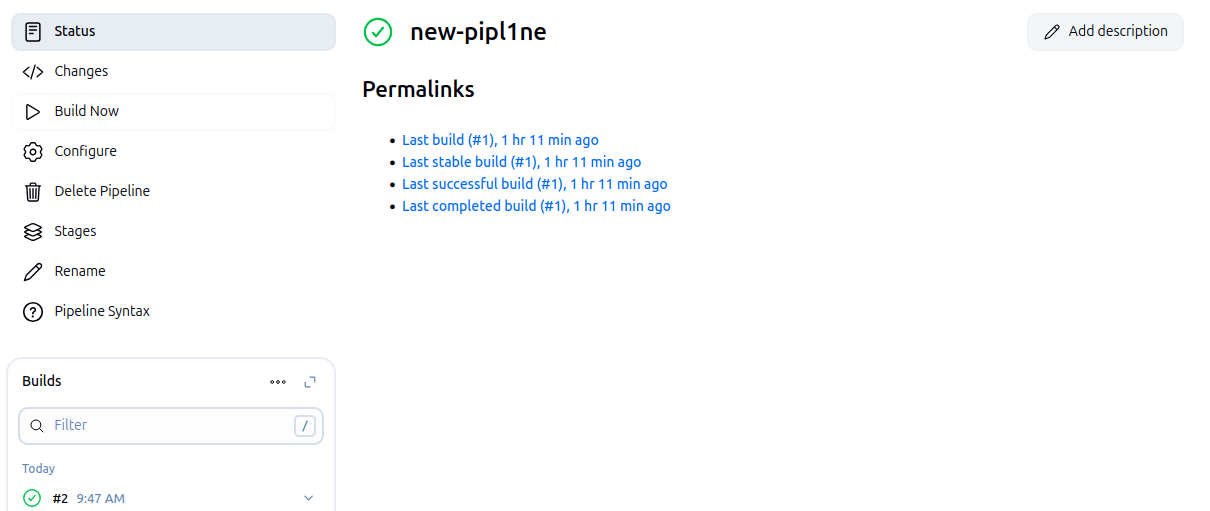 Status
Changes
Build Now
Configure
Delete Pipeline
Stages
Rename
Pipeline Syntax
Builds
Filter
/
Today
#2 9:47 AM
new-pipl1ne
Add description
Permalinks
Last build (#1), 1 hr 11 min ago
Last stable build (#1), 1 hr 11 min ago
Last successful build (#1), 1 hr 11 min ago
Last completed build (#1), 1 hr 11 min ago